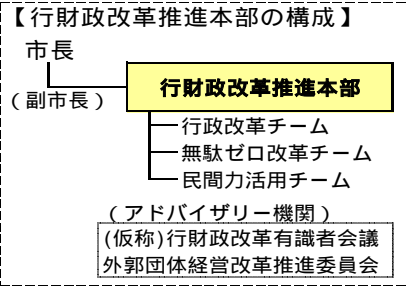 【行財政改革推進本部の構成】
市長
(副市長)
行財政改革推進本部
行政改革チーム
無駄ゼロ改革チーム
民間力活用チーム
(アドバイザリー機関)
(仮称)行財政改革有識者会議
外郭団体経営改革推進委員会